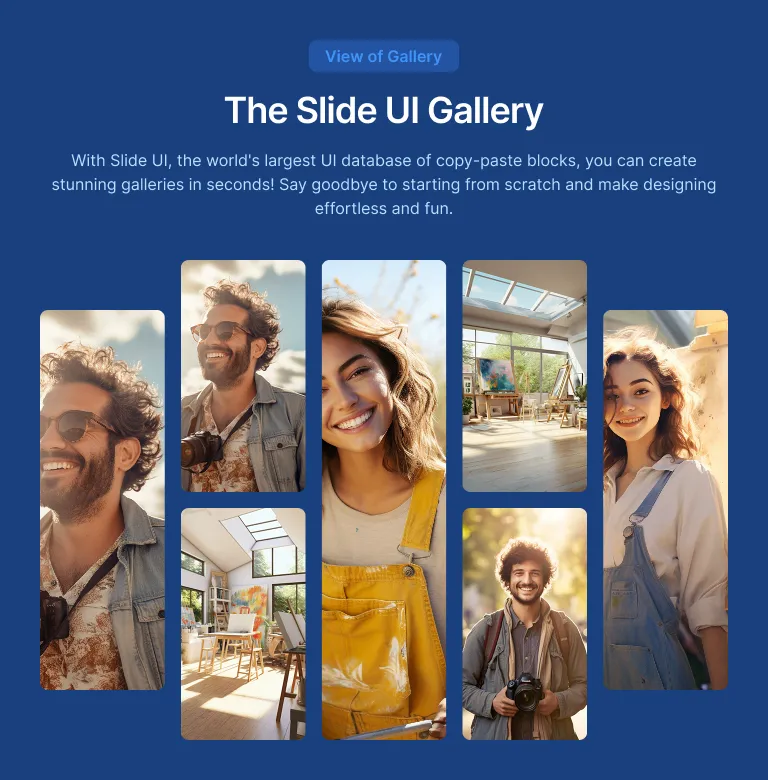 View of Gallery
The Slide UI Gallery
With Slide UI, the world's largest UI database of copy-paste blocks, you can create
stunning galleries in seconds! Say goodbye to starting from scratch and make designing
effortless and fun.